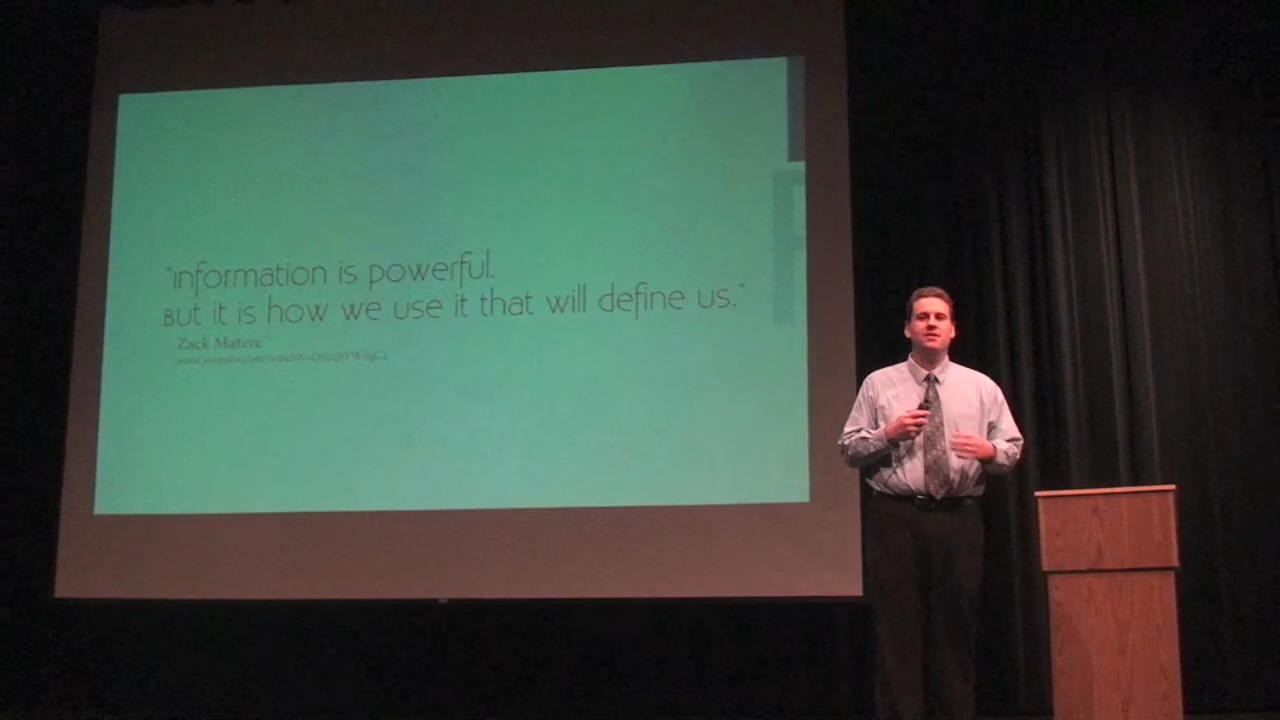 "Information is powerful.
But it is how we use it that will define us."
Zack Matere